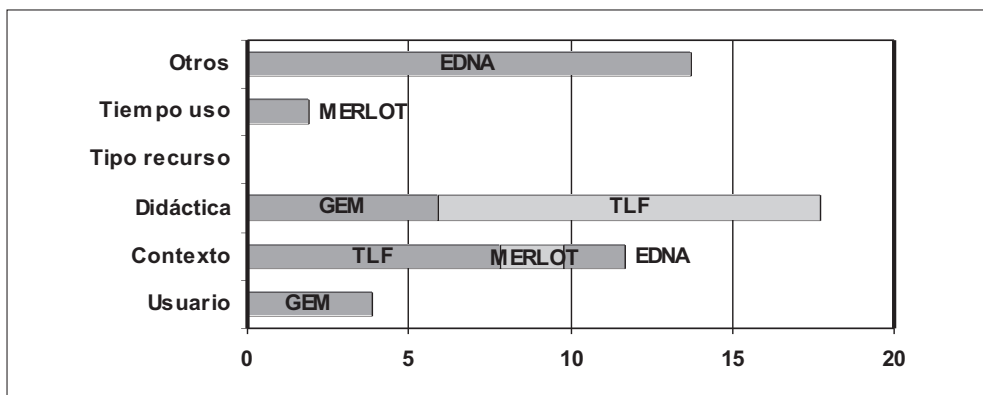 Otros EDNA
Tiempo uso MERLOT
Tipo recurso
Didáctica GEM TLF
Contexto TLF MERLOT EDNA
Usuario GEM
0 5 10 15 20